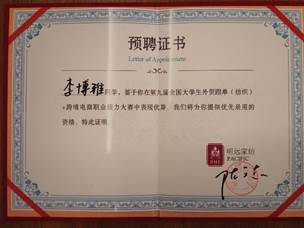 预聘证书
Letter of Appointment
李博雅同学，鉴于你在第九届全国大学生外贸跟单（纺织）
+跨境电商职业能力大赛中表现优异，我们将为你提供优先录用的
资格，特此证明。
明远家纺
PACIFIC